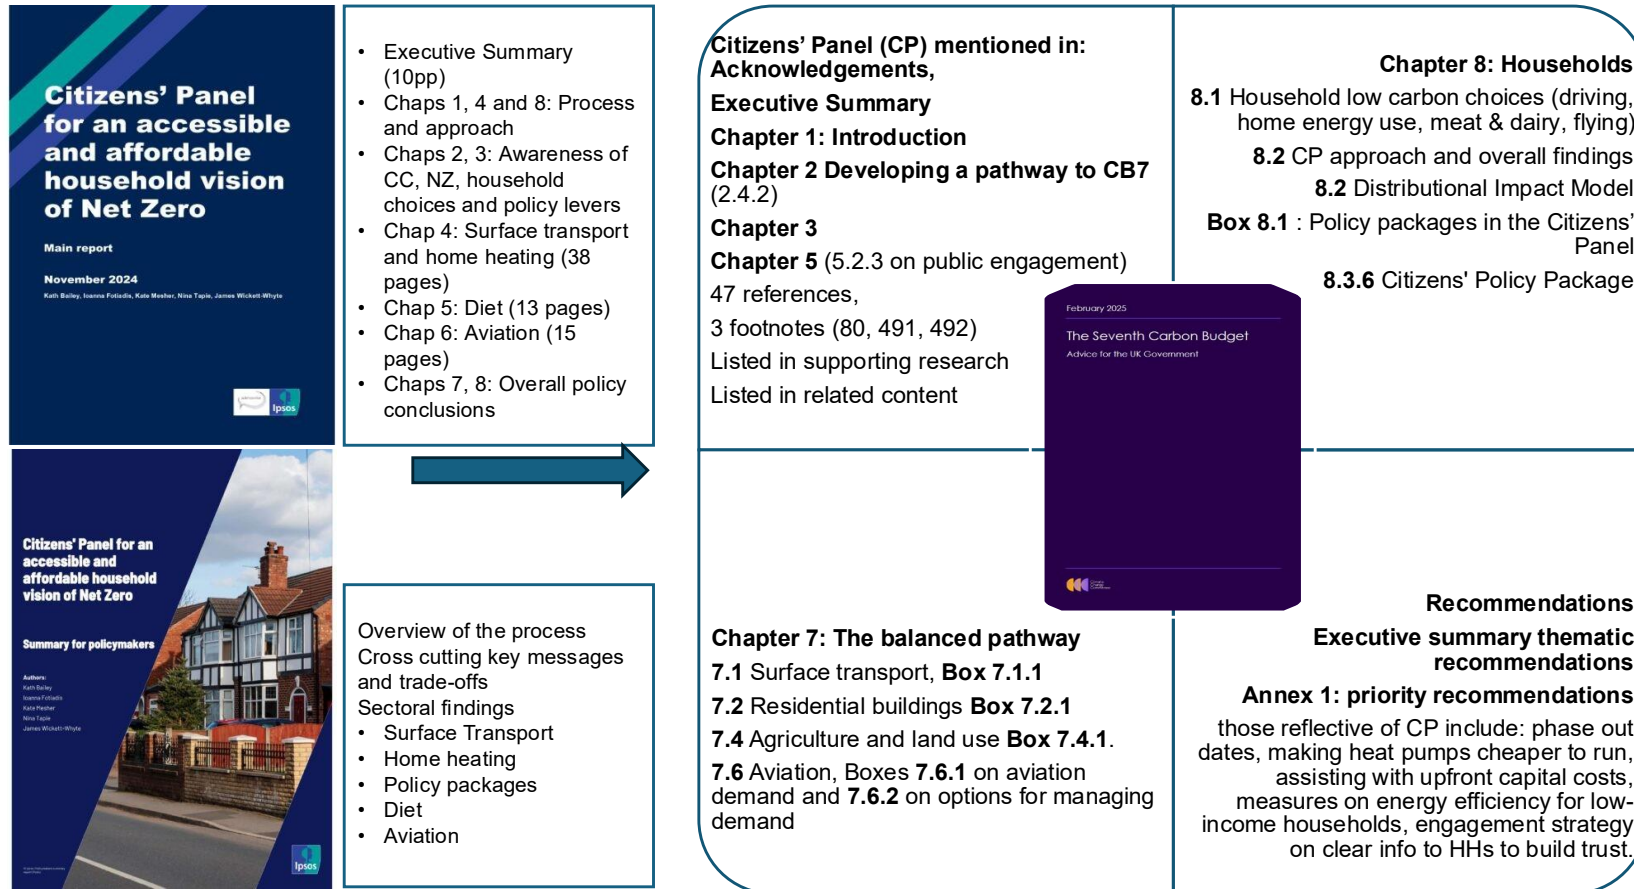 Citizens’ Panel
for an accessible
and affordable
household vision
of Net Zero
Main report
November 2024
Kath Bailey, Ioanna Fotiadis, Kate Mesher, Nina Tapie, James Wickett-Whyte
Ipsos
• Executive Summary
(10pp)
• Chaps 1, 4 and 8: Process
and approach
• Chaps 2, 3: Awareness of
CC, NZ, household
choices and policy levers
• Chap 4: Surface transport
and home heating (38
pages)
• Chap 5: Diet (13 pages)
• Chap 6: Aviation (15
pages)
• Chaps 7, 8: Overall policy
conclusions
Citizens' Panel for an
accessible and
affordable household
vision of Net Zero
Summary for policymakers
Authors:
Kath Bailey
Ioanna Fotiadis
Kate Mesher
Nina Tapie
James Wickett-Whyte
Ipsos
Overview of the process
Cross cutting key messages
and trade-offs
Sectoral findings
• Surface Transport
• Home heating
• Policy packages
• Diet
• Aviation
Citizens’ Panel (CP) mentioned in:
Acknowledgements,
Executive Summary
Chapter 1: Introduction
Chapter 2 Developing a pathway to CB7
(2.4.2)
Chapter 3
Chapter 5 (5.2.3 on public engagement)
47 references,
3 footnotes (80, 491, 492)
Listed in supporting research
Listed in related content
Chapter 8: Households
8.1 Household low carbon choices (driving,
home energy use, meat & dairy, flying)
8.2 CP approach and overall findings
8.2 Distributional Impact Model
Box 8.1 : Policy packages in the Citizens’
Panel
8.3.6 Citizens' Policy Package
February 2025
The Seventh Carbon Budget
Advice for the UK Government
Climate
Change
Committee
Chapter 7: The balanced pathway
7.1 Surface transport, Box 7.1.1
7.2 Residential buildings Box 7.2.1
7.4 Agriculture and land use Box 7.4.1.
7.6 Aviation, Boxes 7.6.1 on aviation
demand and 7.6.2 on options for managing
demand
Recommendations
Executive summary thematic
recommendations
Annex 1: priority recommendations
those reflective of CP include: phase out
dates, making heat pumps cheaper to run,
assisting with upfront capital costs,
measures on energy efficiency for low-
income households, engagement strategy
on clear info to HHs to build trust.